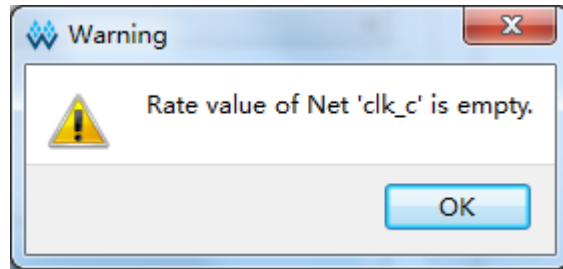 Warning
Rate value of Net 'clk_c' is empty.
OK